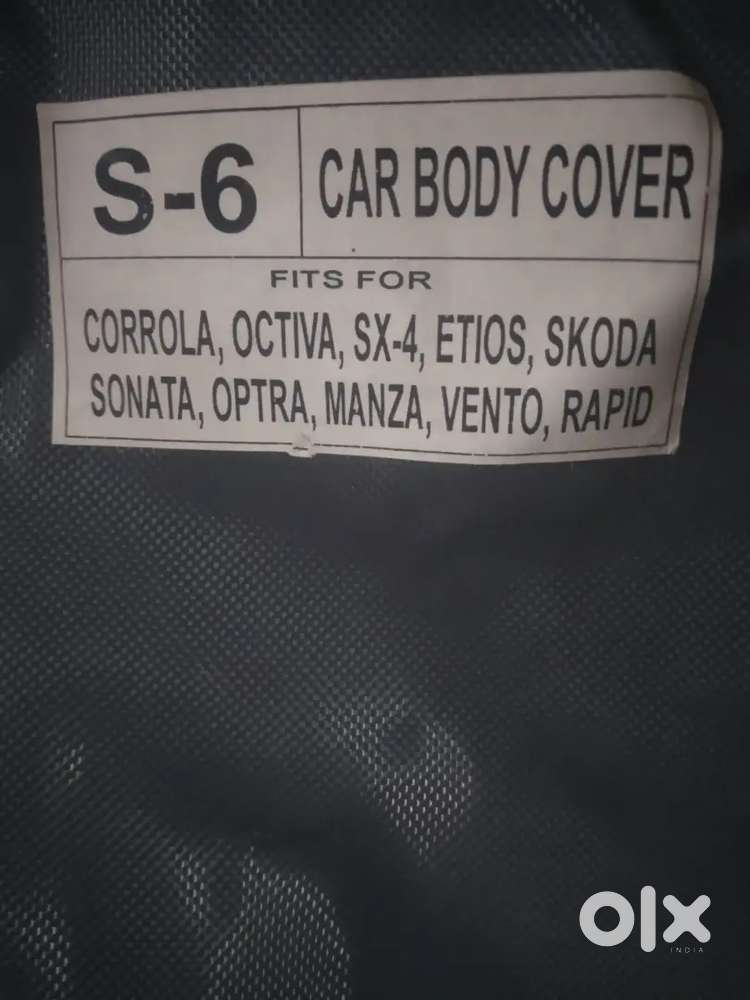 S-6
CAR BODY COVER
FITS FOR
CORROLA, OCTIVA, SX-4, ETIOS, SKODA
SONATA, OPTRA, MANZA, VENTO, RAPID
olx
INDIA